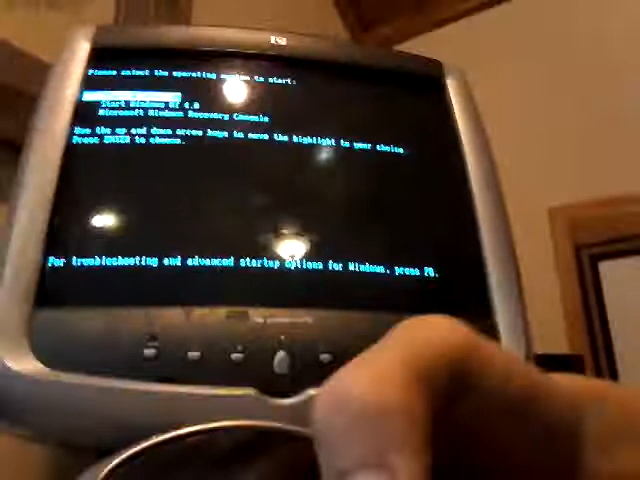 Please select the operating system to start:
Start Windows NT 4.0
Microsoft Windows Recovery Console
Use the up and down arrow keys to move the highlight to your choice
Press ENTER to choose.
For troubleshooting and advanced startup options for Windows, press F8.